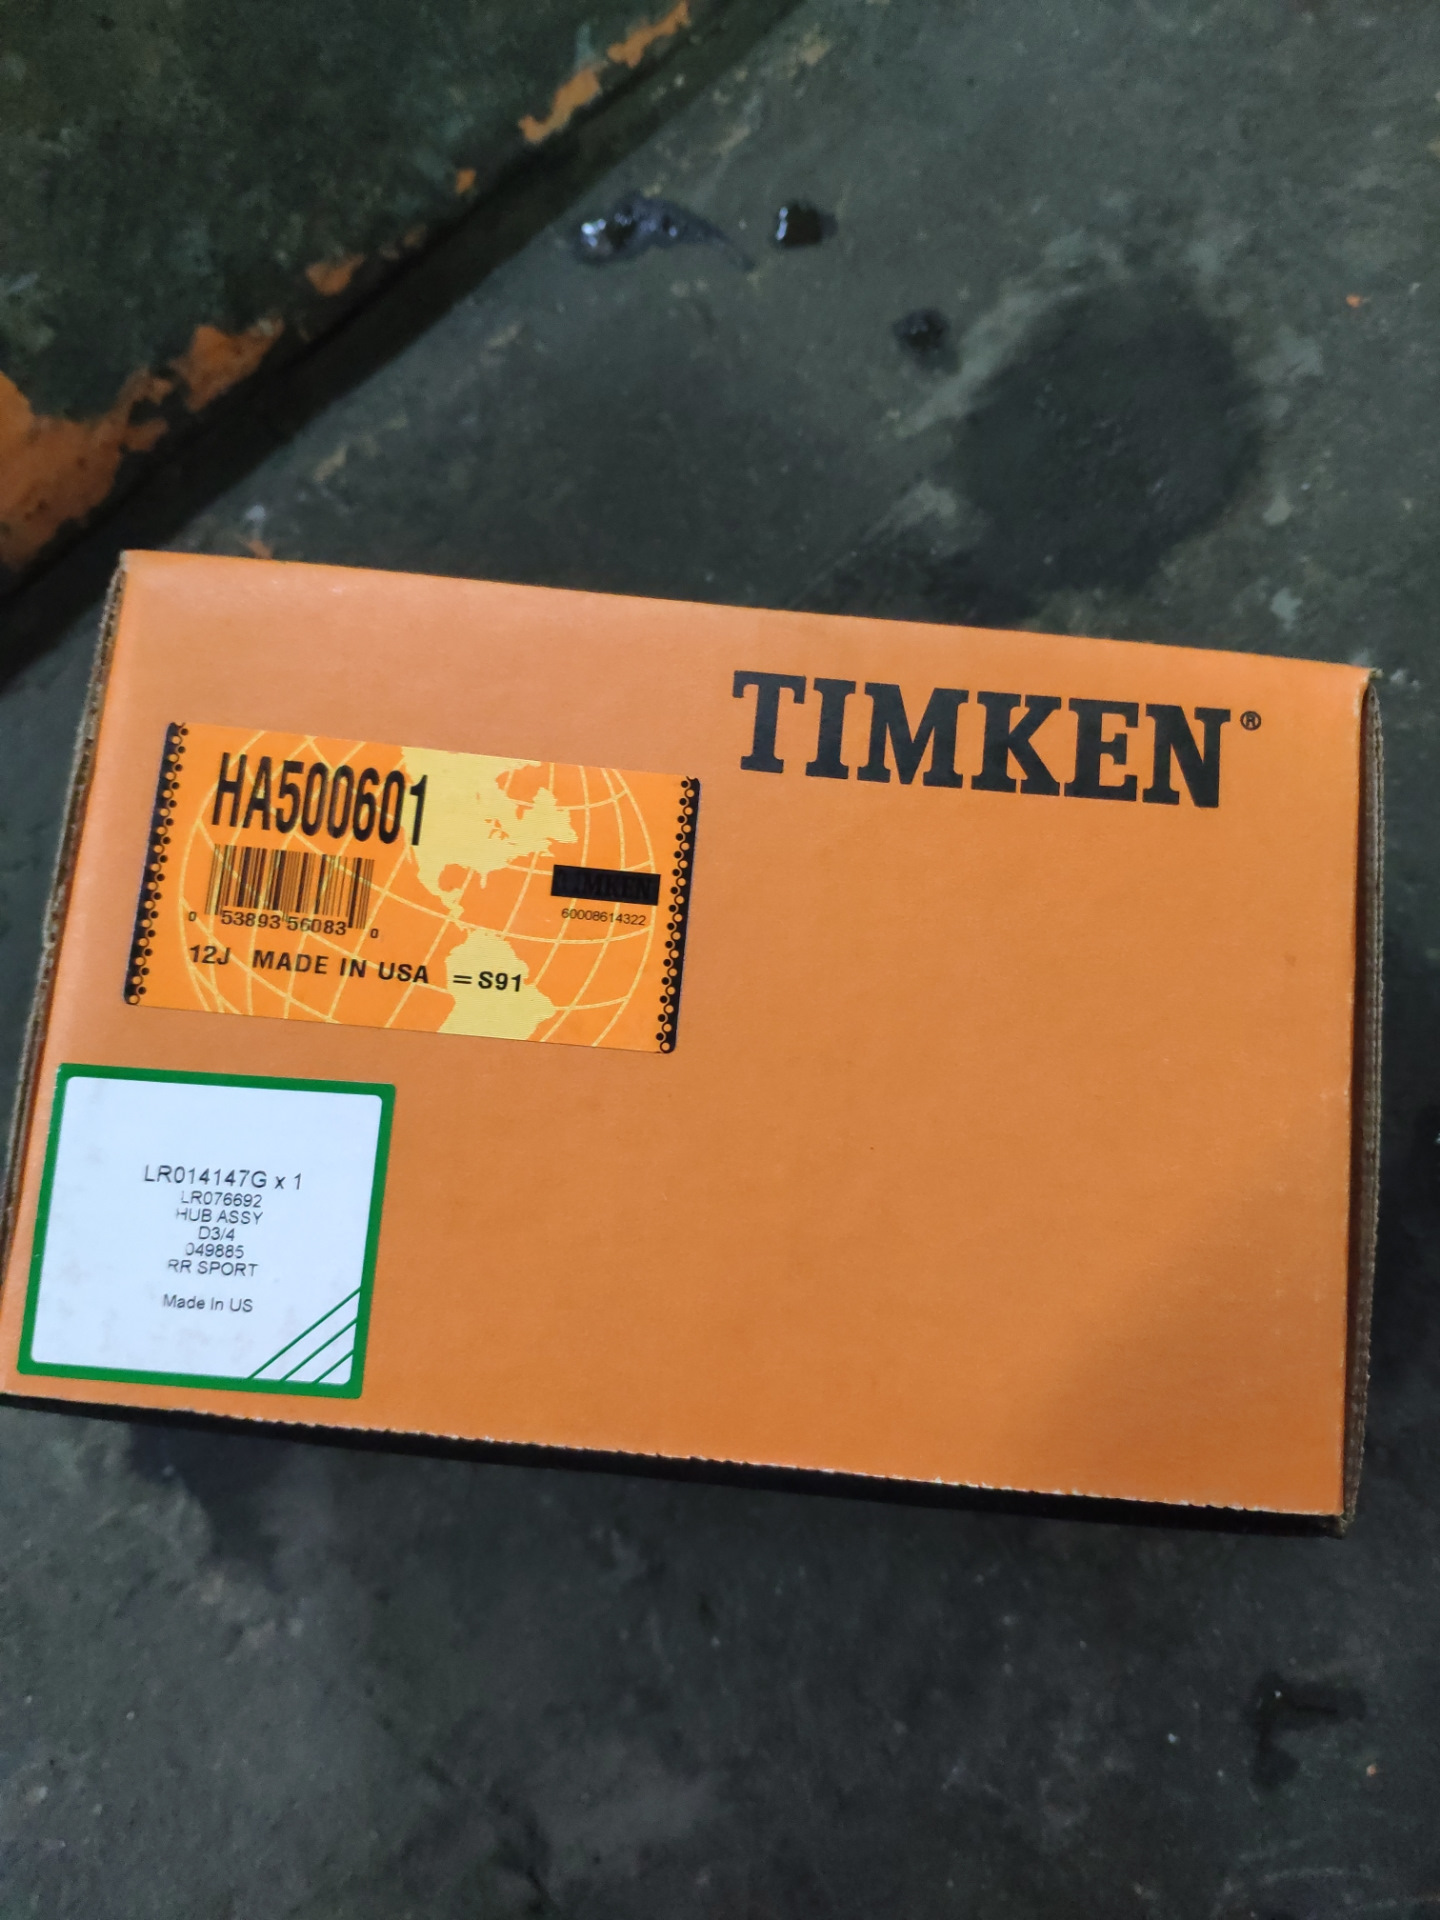 TIMKEN®
HA500601
TIMKEN
0 53893 56083 0
60008614322
12J MADE IN USA = S91
LR014147G x 1
LR076692
HUB ASSY
D3/4
049885
RR SPORT
Made In US